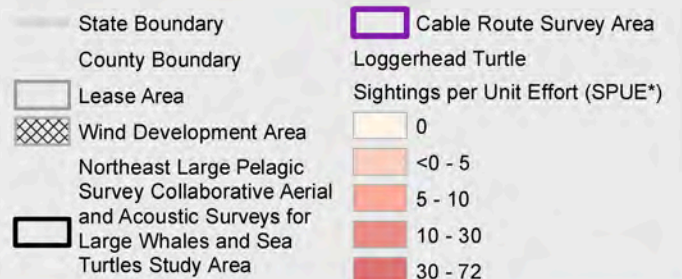 State Boundary
County Boundary
Lease Area
Wind Development Area
Northeast Large Pelagic
Survey Collaborative Aerial
and Acoustic Surveys for
Large Whales and Sea
Turtles Study Area
Cable Route Survey Area
Loggerhead Turtle
Sightings per Unit Effort (SPUE*)
0
<0 - 5
5 - 10
10 - 30
30 - 72